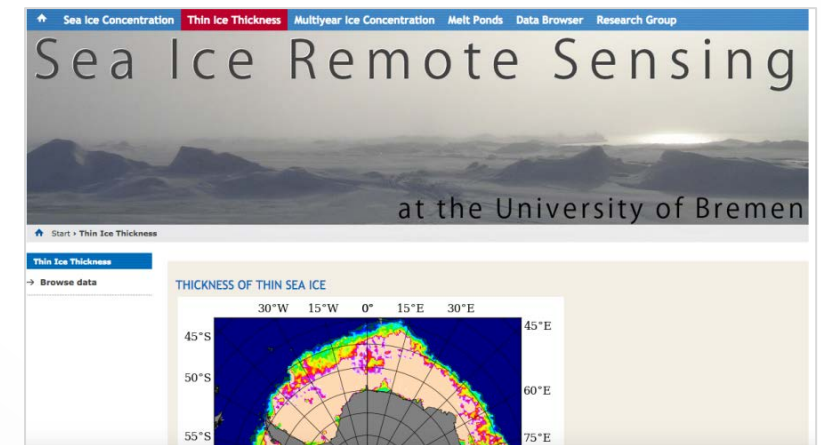 Sea Ice Concentration Thin Ice Thickness Multiyear Ice Concentration Melt Ponds Data Browser Research Group
Sea Ice Remote Sensing
at the University of Bremen
Start › Thin Ice Thickness
Thin Ice Thickness
→ Browse data
THICKNESS OF THIN SEA ICE
30°W 15°W 0° 15°E 30°E
45°S 45°E
50°S 60°E
55°S 75°E